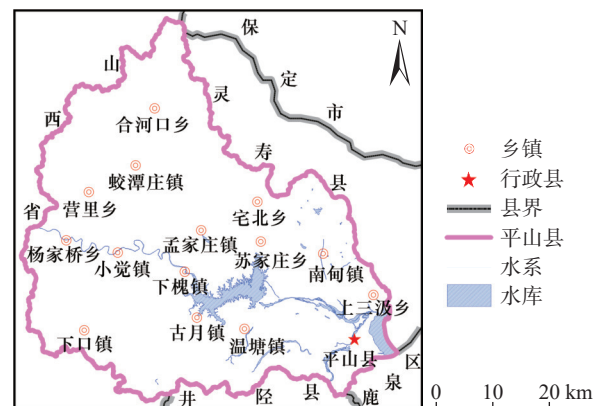 保
定
市
N
山
西
省
灵
寿
县
合河口乡
蛟潭庄镇
营里乡
宅北乡
杨家桥乡
小觉镇
孟家庄镇
苏家庄乡
南甸镇
下槐镇
上三汲乡
古月镇
温塘镇
下口镇
平山县
井
陉
县
鹿
泉
区
乡镇
行政县
县界
平山县
水系
水库
0 10 20 km